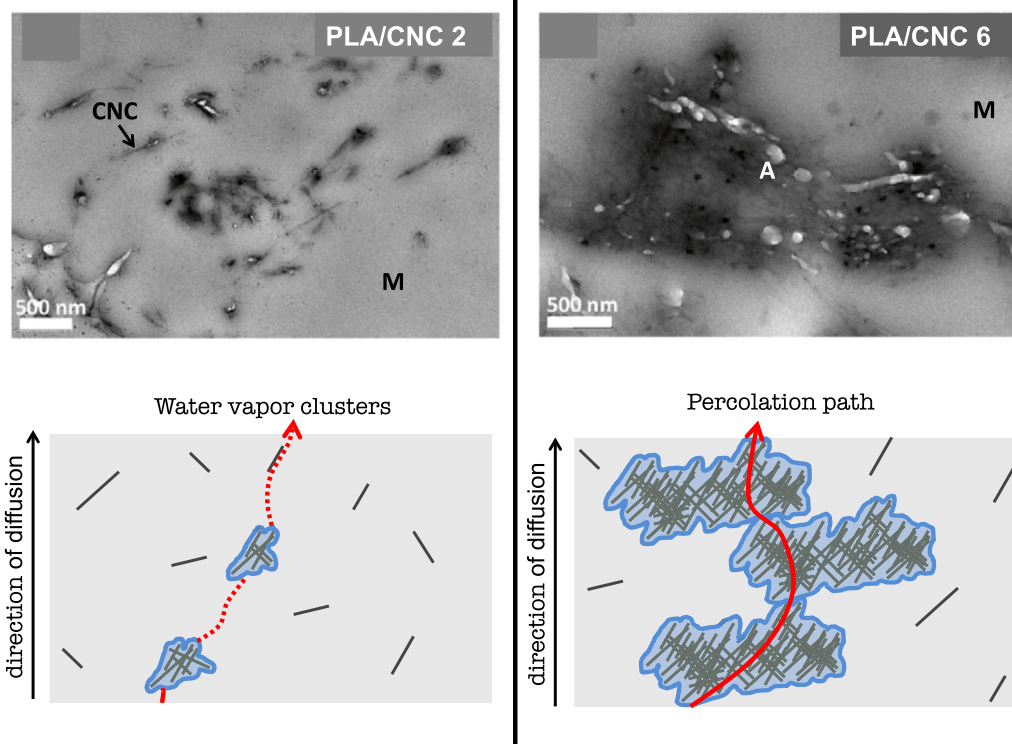 PLA/CNC 2
CNC
M
500 nm
Water vapor clusters
direction of diffusion
PLA/CNC 6
M
A
500 nm
Percolation path
direction of diffusion